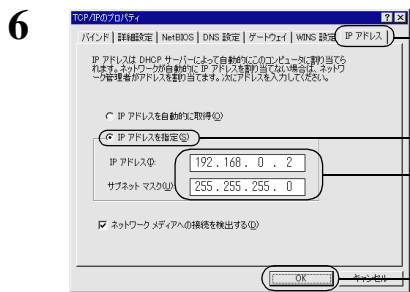 6
TCP/IPのプロパティ
バインド 詳細設定 NetBIOS DNS 設定 ゲートウェイ WINS 設定 IP アドレス
IP アドレスは DHCP サーバーによって自動的にこのコンピュータに割り当てら
れます。ネットワークが自動的に IP アドレスを割り当てない場合は、ネットワ
ーク管理者がアドレスを割り当てます。次にアドレスを入力してください。
IP アドレスを自動的に取得(O)
IP アドレスを指定(S)
IP アドレス(I):
192.168. 0 . 2
サブネット マスク(U):
255.255.255. 0
ネットワーク メディアへの接続を検出する(D)
OK キャンセル